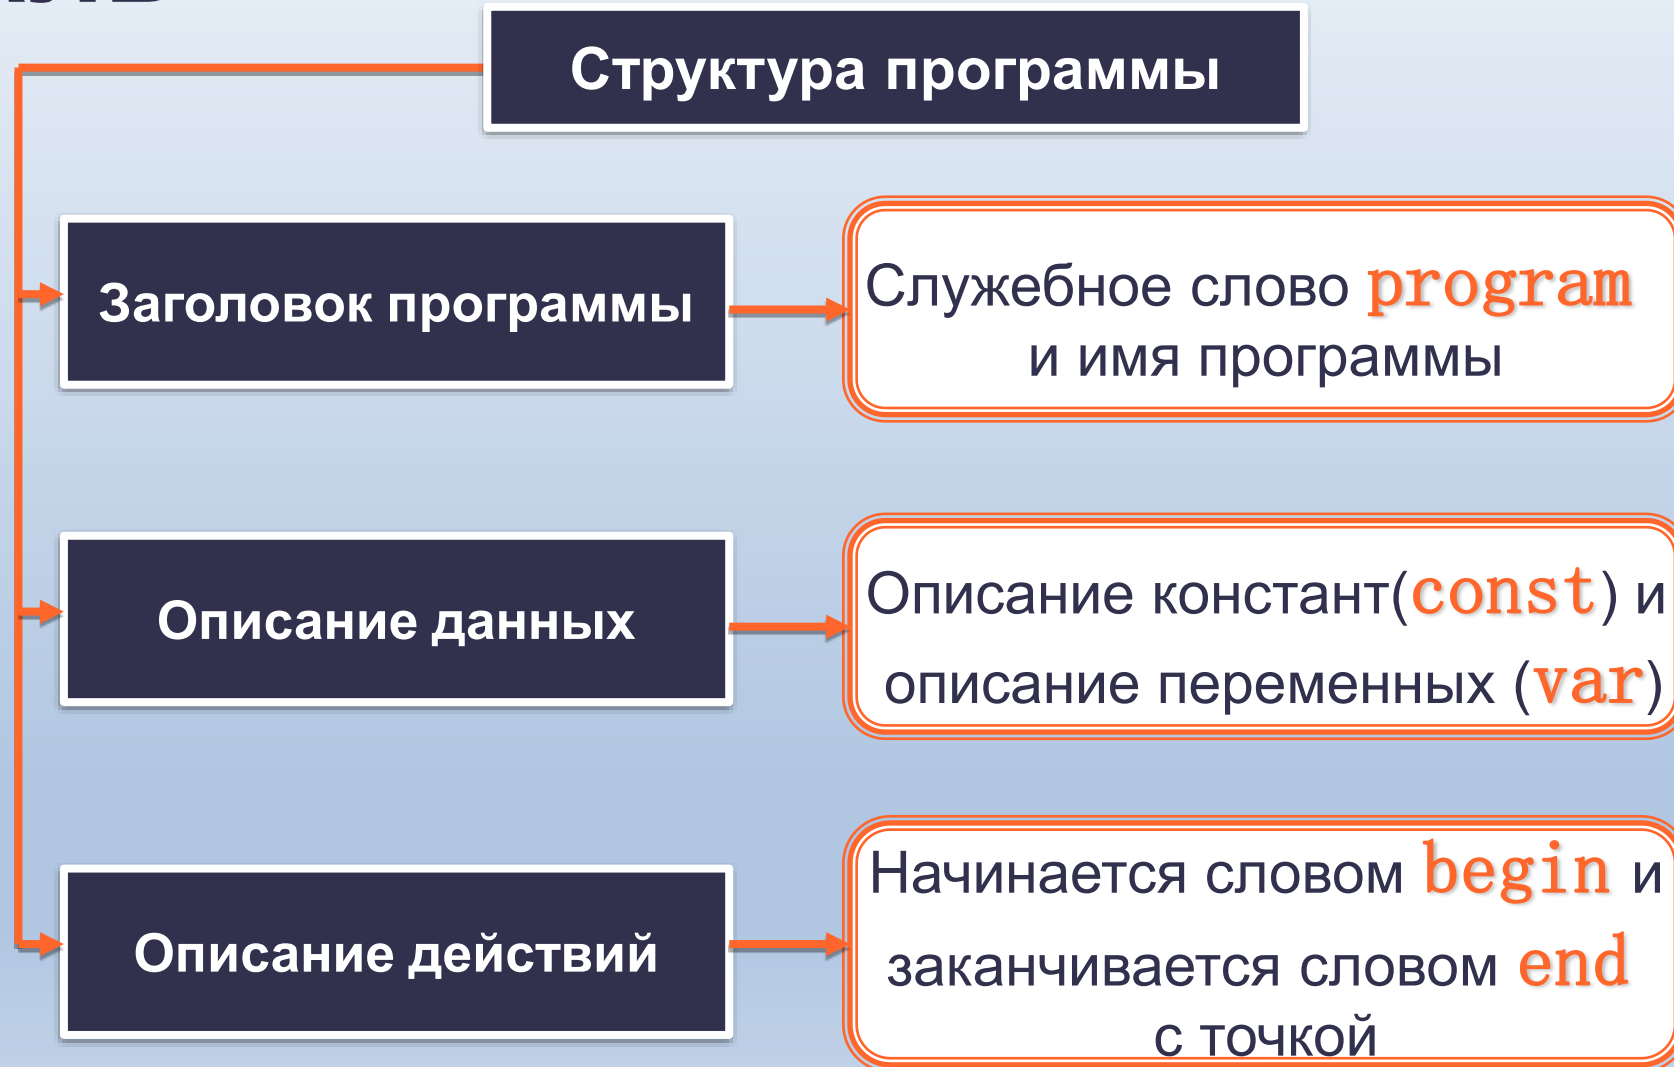 Структура программы
Заголовок программы
Служебное слово program
и имя программы
Описание данных
Описание констант(const) и
описание переменных (var)
Описание действий
Начинается словом begin и
заканчивается словом end
с точкой